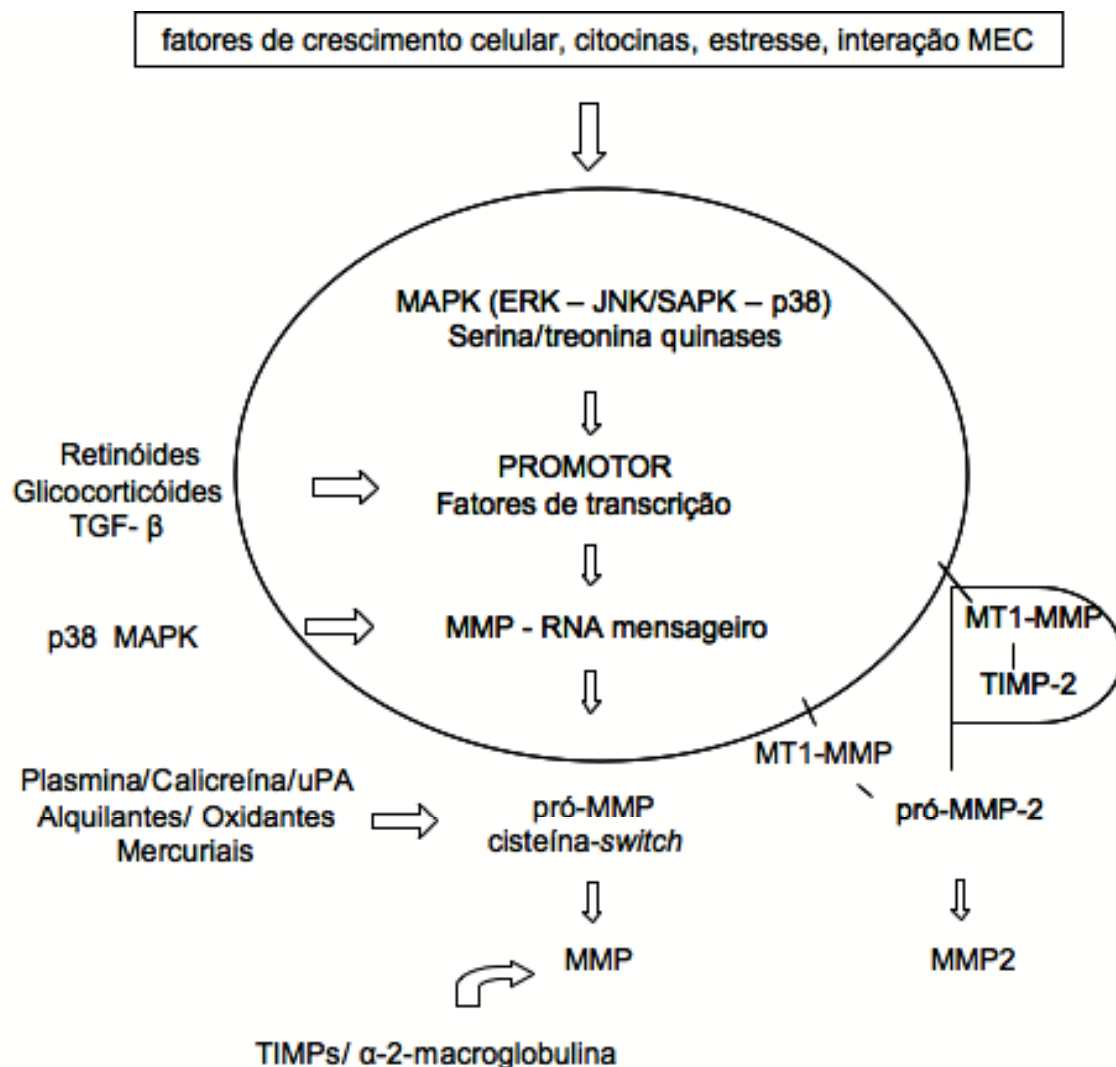 fatores de crescimento celular, citocinas, estresse, interação MEC
MAPK (ERK – JNK/SAPK – p38)
Serina/treonina quinases
Retinóides
Glicocorticóides
TGF- β
PROMOTOR
Fatores de transcrição
p38 MAPK
MMP - RNA mensageiro
MT1-MMP
TIMP-2
MT1-MMP
pró-MMP-2
Plasmina/Calicreína/uPA
Alquilantes/ Oxidantes
Mercuriais
pró-MMP
cisteína-switch
MMP
MMP2
TIMPs/ α-2-macroglobulina